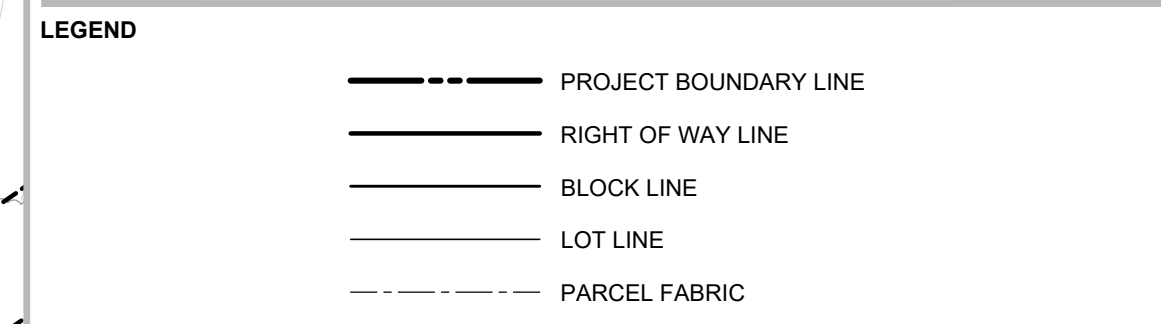 LEGEND
PROJECT BOUNDARY LINE
RIGHT OF WAY LINE
BLOCK LINE
LOT LINE
PARCEL FABRIC